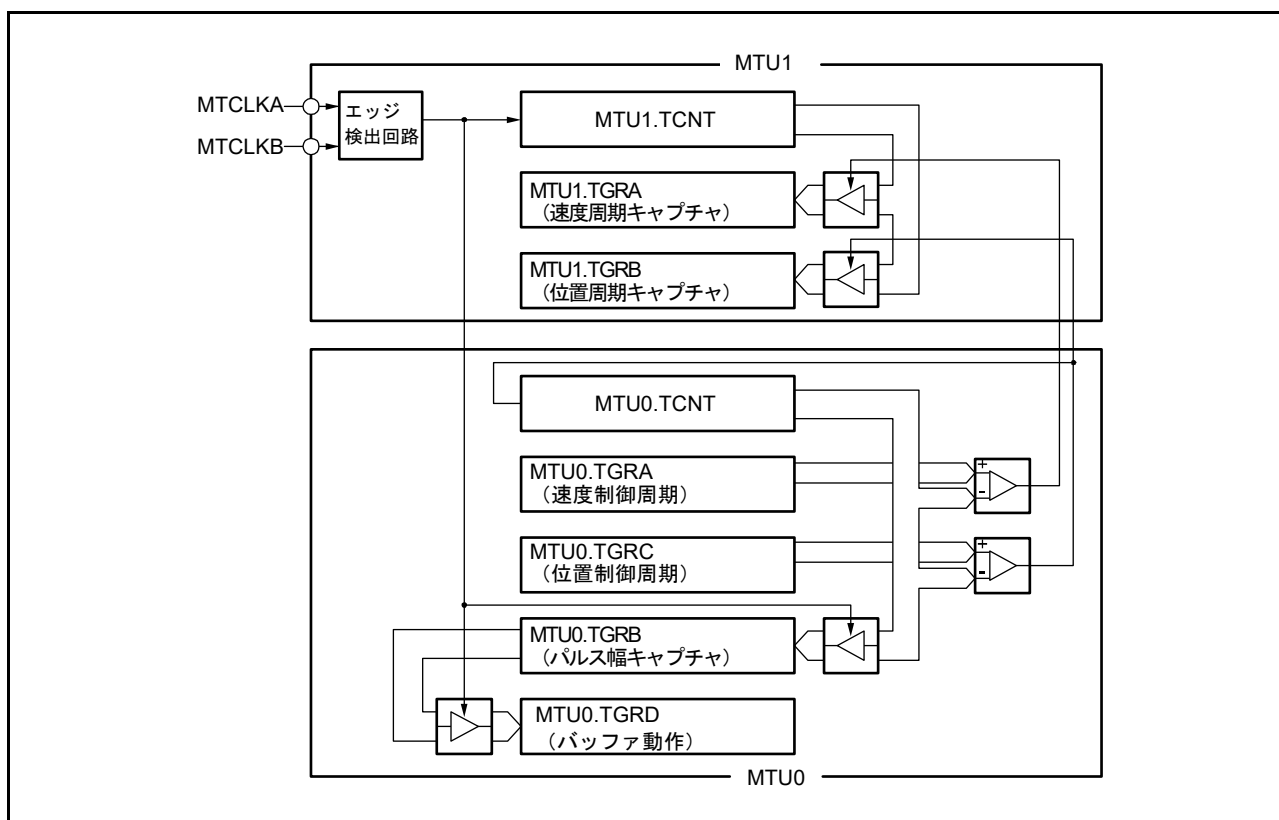 MTU1
MTCLKA
MTCLKB
エッジ
検出回路
MTU1.TCNT
MTU1.TGRA
（速度周期キャプチャ）
MTU1.TGRB
（位置周期キャプチャ）
MTU0.TCNT
MTU0.TGRA
（速度制御周期）
+
-
MTU0.TGRC
（位置制御周期）
+
-
MTU0.TGRB
（パルス幅キャプチャ）
MTU0.TGRD
（バッファ動作）
MTU0